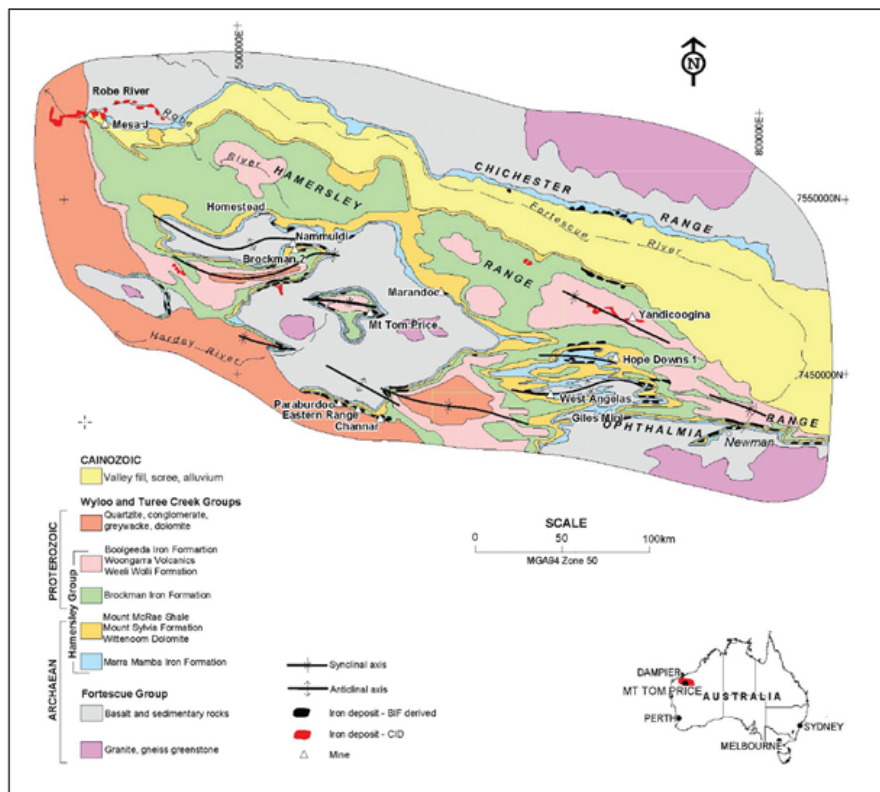 500000E
N
800000E
Robe River
Robe
Mesa J
River
HAMERSLEY
CHICHESTER
RANGE
7550000N
Fortescue
River
Homestead
Nammuldi
Brockman 2
RANGE
Marandoo
Yandicoogina
Mt Tom Price
Hardey River
Hope Downs 1
7450000N
West Angelas
Paraburdoo
Eastern Range
Channar
Giles Mini
OPHTHALMIA
RANGE
Newman
CAINOZOIC
Valley fill, scree, alluvium
Wyloo and Turee Creek Groups
Quartzite, conglomerate,
greywacke, dolomite
PROTEROZOIC
Hamersley Group
Boolgeeda Iron Formartion
Woongarra Volcanics
Weeli Wolli Formation
Brockman Iron Formation
ARCHAEAN
Mount McRae Shale
Mount Sylvia Formation
Wittenoom Dolomite
Marra Mamba Iron Formation
Fortescue Group
Basalt and sedimentary rocks
Granite, gneiss greenstone
SCALE
0 50 100km
MGA94 Zone 50
Synclinal axis
Anticlinal axis
Iron deposit - BIF derived
Iron deposit - CID
Mine
DAMPIER
MT TOM PRICE
AUSTRALIA
PERTH
SYDNEY
MELBOURNE